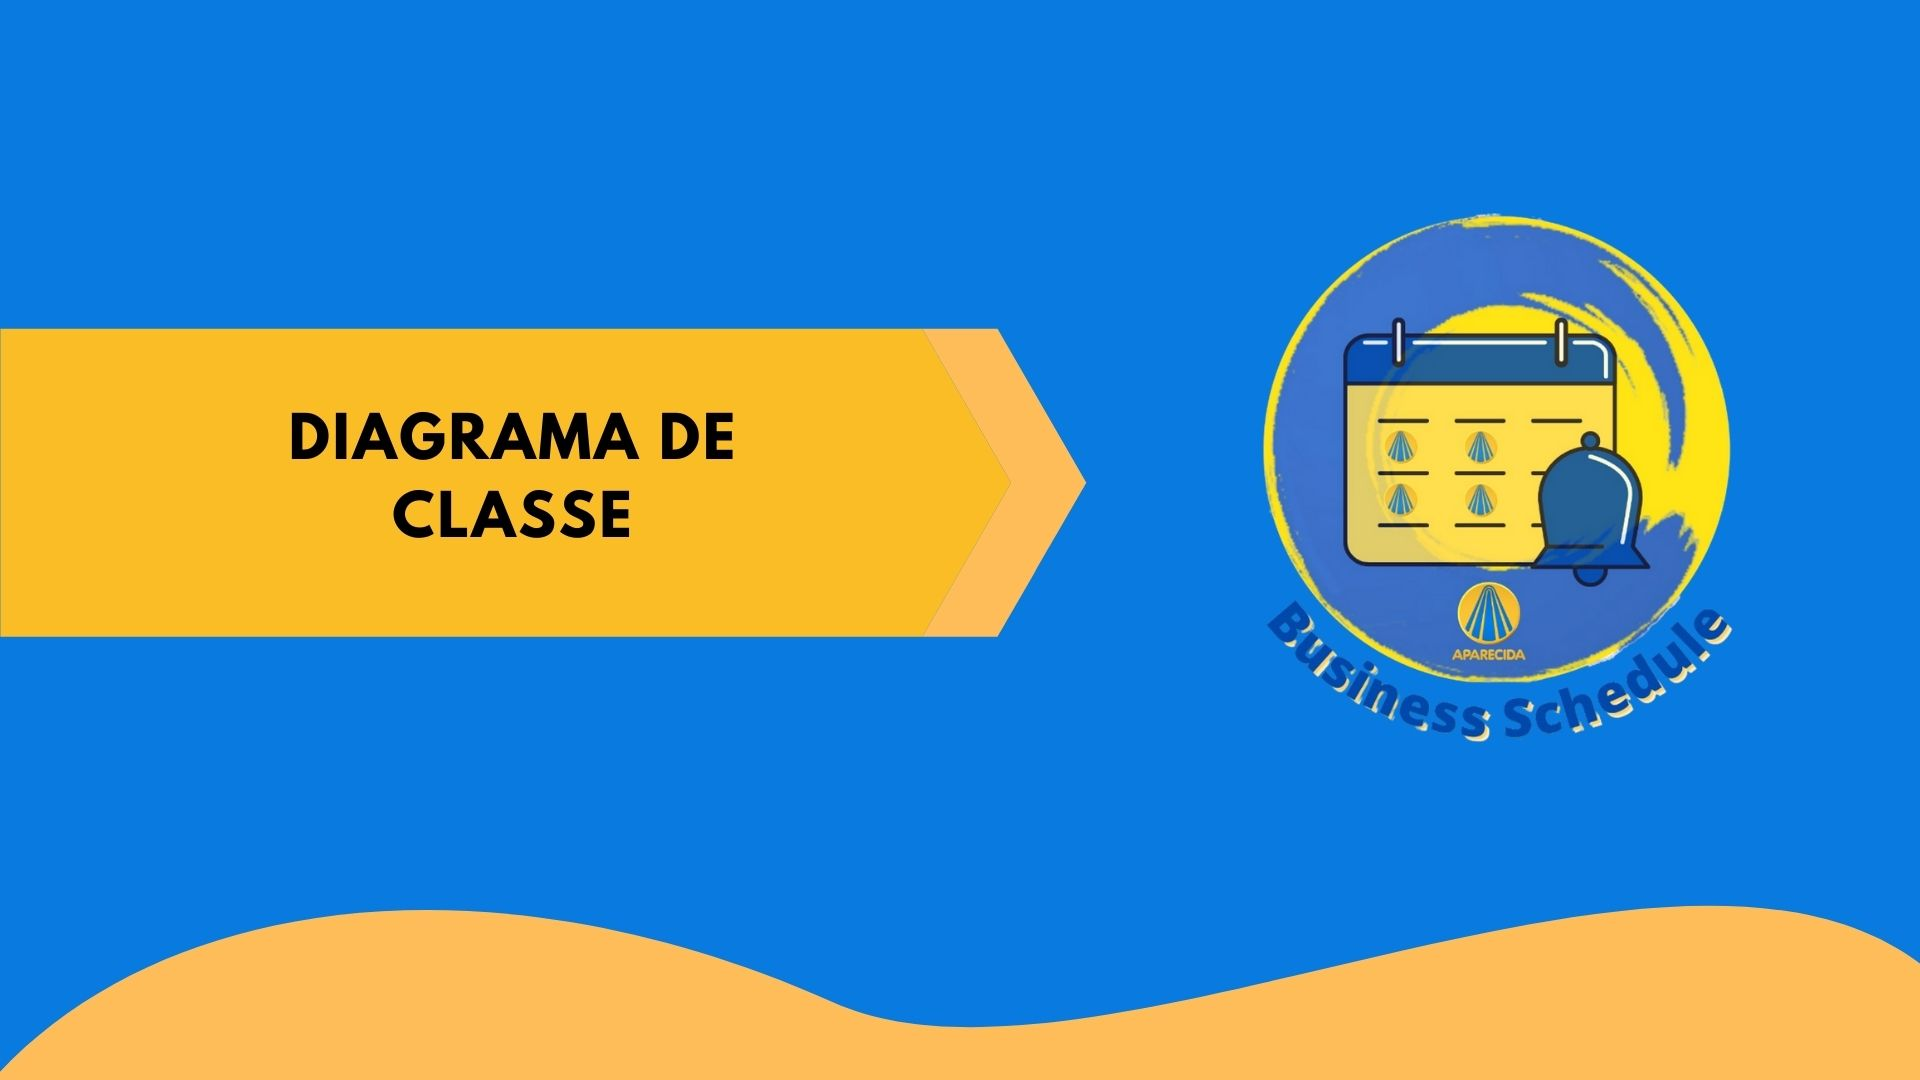 DIAGRAMA DE
CLASSE
APARECIDA
Business Schedule